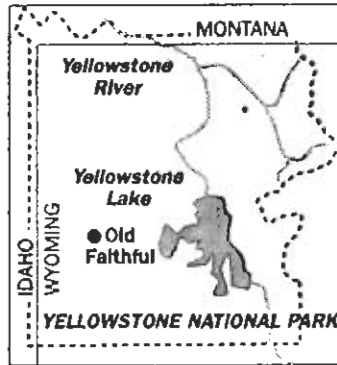 MONTANA
Yellowstone
River
Yellowstone
Lake
IDAHO
WYOMING
Old
Faithful
YELLOWSTONE NATIONAL PARK